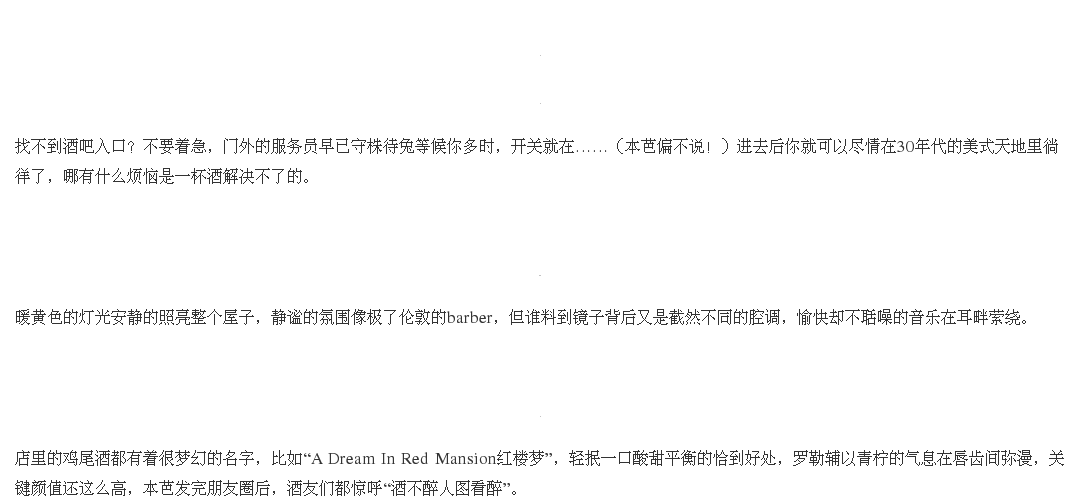 找不到酒吧入口？不要着急，门外的服务员早已守株待兔等候你多时，开关就在……（本芭偏不说！）进去后你就可以尽情在30年代的美式天地里徜
徉了，哪有什么烦恼是一杯酒解决不了的。
暖黄色的灯光安静的照亮整个屋子，静谧的氛围像极了伦敦的barber，但谁料到镜子背后又是截然不同的腔调，愉快却不聒噪的音乐在耳畔萦绕。
店里的鸡尾酒都有着很梦幻的名字，比如“A Dream In Red Mansion红楼梦”，轻抿一口酸甜平衡的恰到好处，罗勒辅以青柠的气息在唇齿间弥漫，关
键颜值还这么高，本芭发完朋友圈后，酒友们都惊呼“酒不醉人图看醉”。